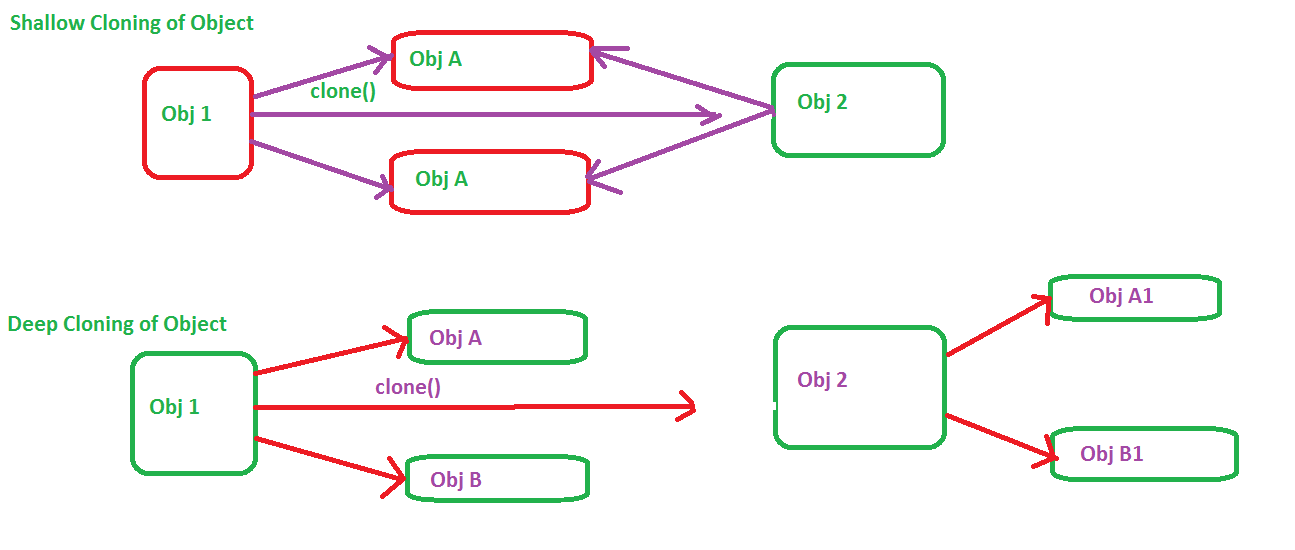 Shallow Cloning of Object
Obj A
clone()
Obj 1
Obj 2
Obj A
Deep Cloning of Object
Obj A
clone()
Obj 1
Obj B
Obj 2
Obj A1
Obj B1